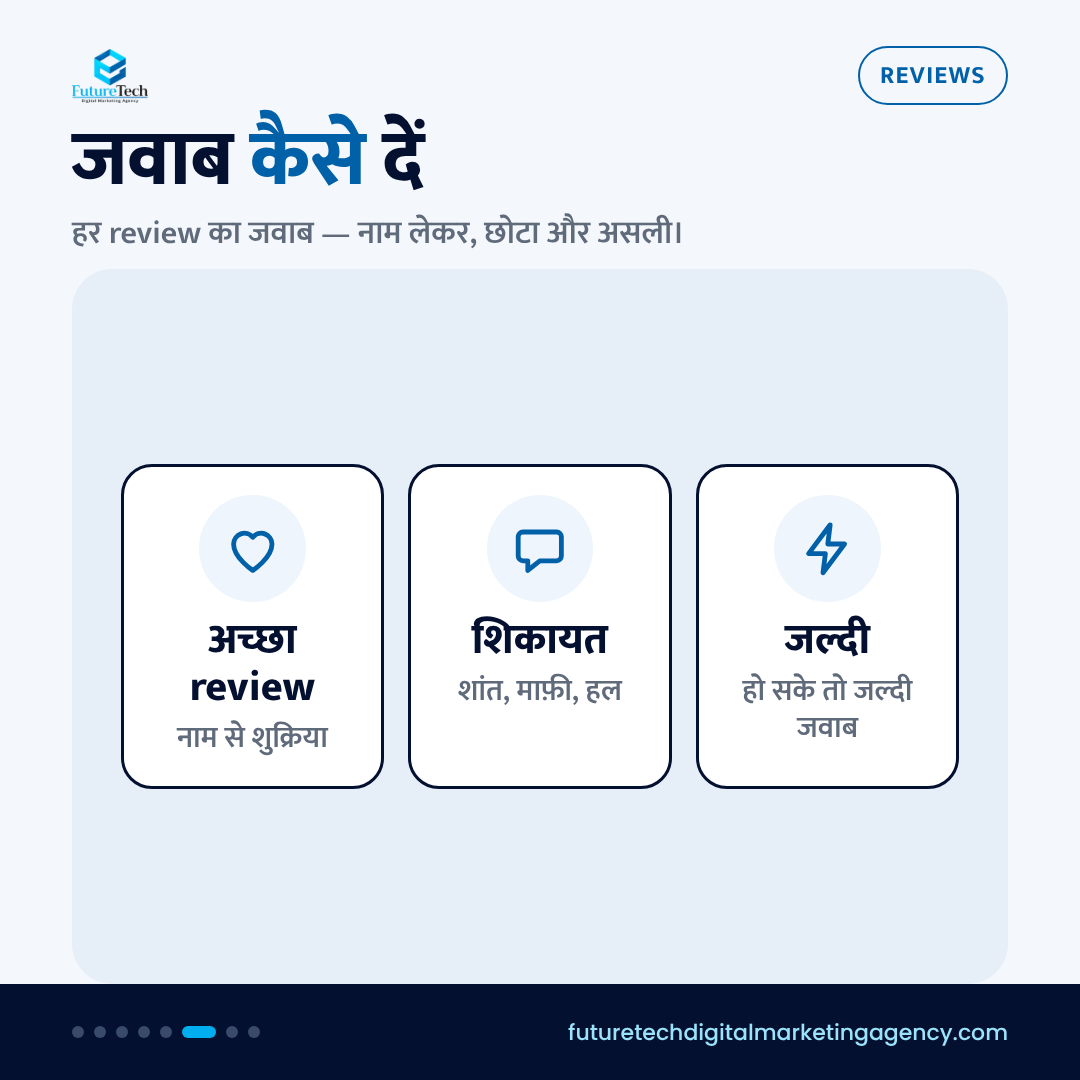 FutureTech
Digital Marketing Agency
REVIEWS
जवाब कैसे दें
हर review का जवाब — नाम लेकर, छोटा और असली।
अच्छा
review
नाम से शुक्रिया
शिकायत
शांत, माफ़ी, हल
जल्दी
हो सके तो जल्दी
जवाब
futuretechdigitalmarketingagency.com